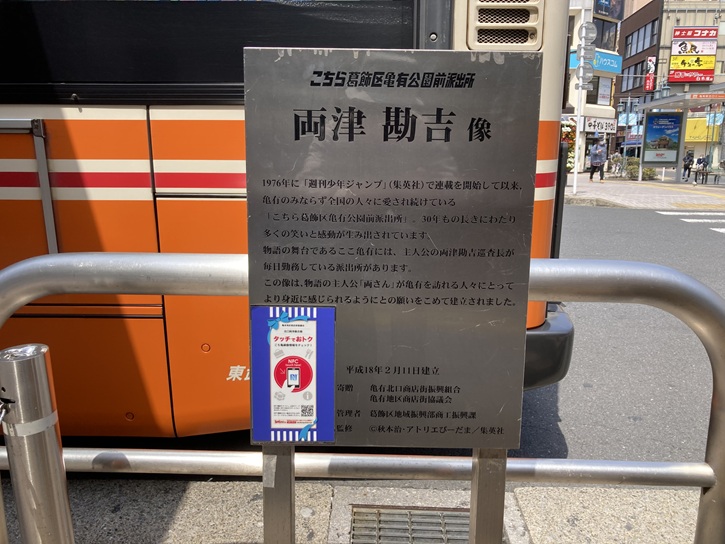 こちら葛飾区亀有公園前派出所
両津 勘吉 像
1976年に「週刊少年ジャンプ」(集英社)で連載を開始して以来、
亀有のみならず全国の人々に愛され続けている
「こちら葛飾区亀有公園前派出所」。30年もの長きにわたり
多くの笑いと感動が生み出されています。
物語の舞台であるここ亀有には、主人公の両津勘吉巡査長が
毎日勤務している派出所があります。
この像は、物語の主人公「両さん」が亀有を訪れる人々にとって
より身近に感じられるようにとの願いをこめて建立されました。
平成18年2月11日建立
寄贈 亀有北口商店街振興組合
亀有地区商店街協議会
管理者 葛飾区地域振興部商工振興課
監修 ©秋本治・アトリエびーだま/集英社
タッチでおトク
NFC
東
紳士服コナカ
ハウスコム